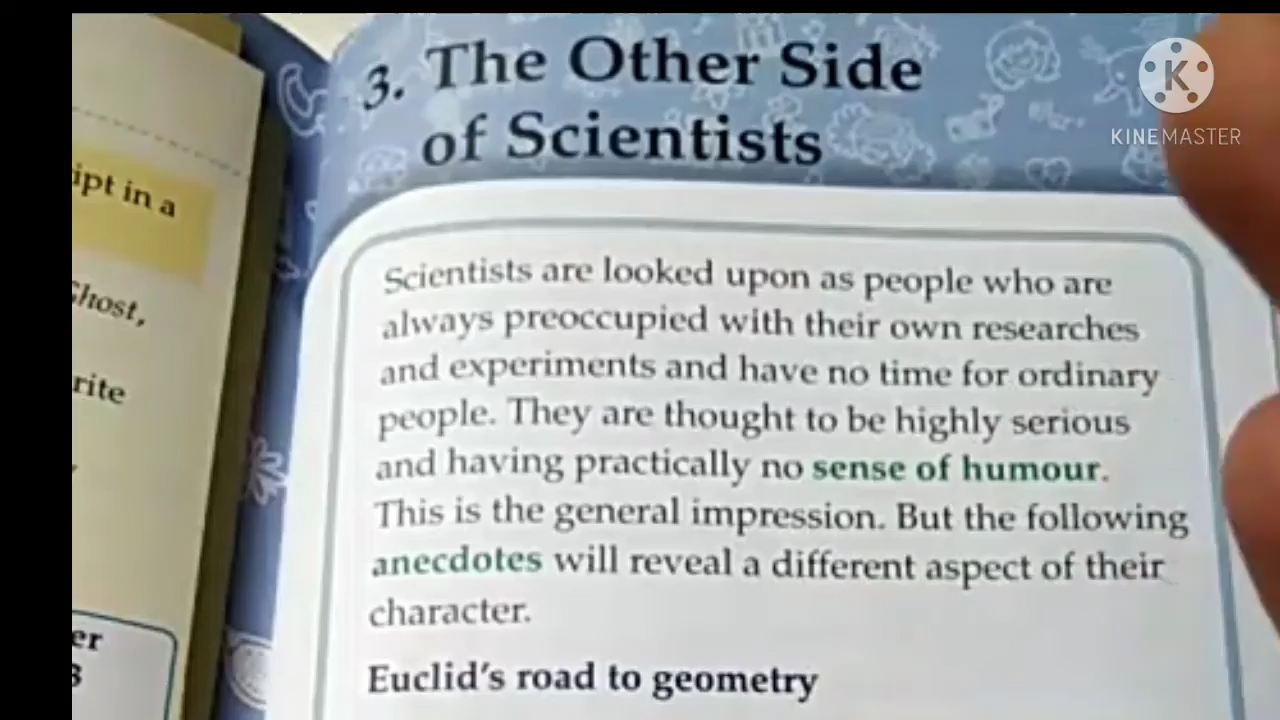 3. The Other Side
of Scientists
KINEMASTER
ipt in a
Ghost,
rite
er
3
Scientists are looked upon as people who are
always preoccupied with their own researches
and experiments and have no time for ordinary
people. They are thought to be highly serious
and having practically no sense of humour.
This is the general impression. But the following
anecdotes will reveal a different aspect of their
character.
Euclid's road to geometry